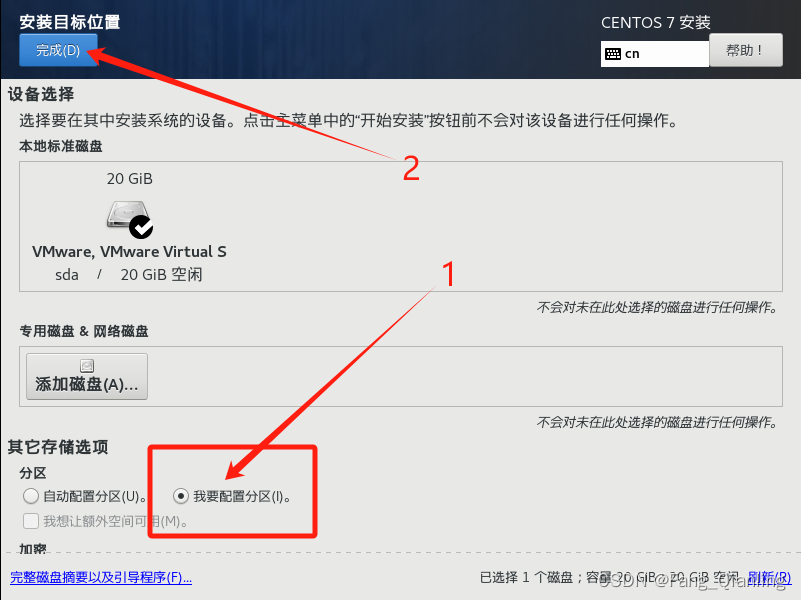 安装目标位置
CENTOS 7 安装
完成(D)
cn
帮助！
设备选择
选择要在其中安装系统的设备。点击主菜单中的“开始安装”按钮前不会对该设备进行任何操作。
本地标准磁盘
2
20 GiB
VMware, VMware Virtual S
sda / 20 GiB 空闲
1
不会对未在此处选择的磁盘进行任何操作。
专用磁盘 & 网络磁盘
添加磁盘(A)...
不会对未在此处选择的磁盘进行任何操作。
其它存储选项
分区
自动配置分区(U)。 我要配置分区(I)。
我想让额外空间可用(M)。
加密
完整磁盘摘要以及引导程序(F)...
已选择 1 个磁盘；容量 20 GiB；20 GiB 空闲 刷新(R)
CSDN @Fang_Qianling